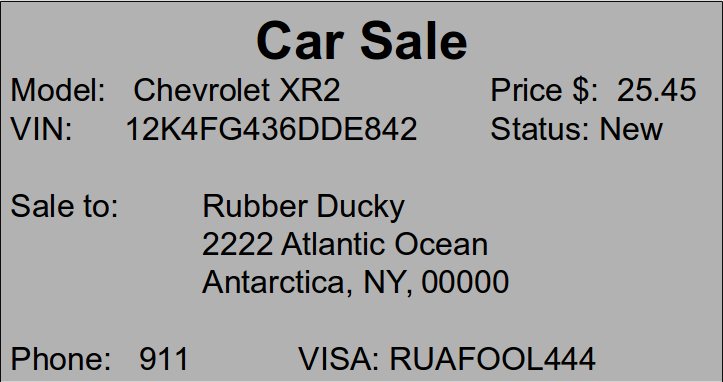 Car Sale
Model: Chevrolet XR2 Price $: 25.45
VIN: 12K4FG436DDE842 Status: New
Sale to: Rubber Ducky
2222 Atlantic Ocean
Antarctica, NY, 00000
Phone: 911 VISA: RUAFOOL444